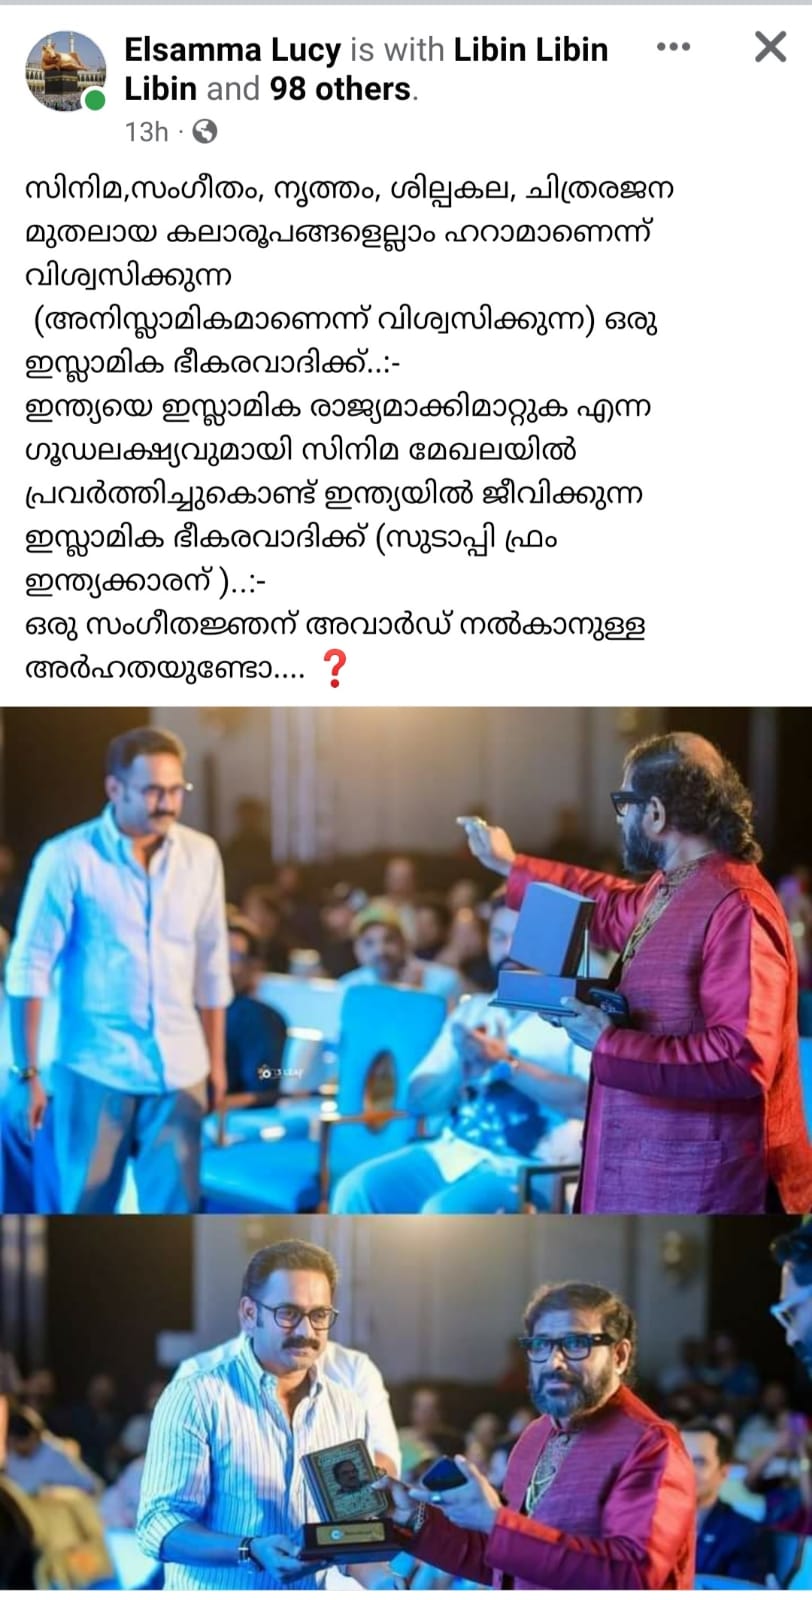 Elsamma Lucy is with Libin Libin
Libin and 98 others.
13h ·
സിനിമ,സംഗീതം, നൃത്തം, ശില്പകല, ചിത്രരജന
മുതലായ കലാരൂപങ്ങളെല്ലാം ഹറാമാണെന്ന്
വിശ്വസിക്കുന്ന
(അനിസ്ലാമികമാണെന്ന് വിശ്വസിക്കുന്ന) ഒരു
ഇസ്ലാമിക ഭീകരവാദിക്ക്..:-
ഇന്ത്യയെ ഇസ്ലാമിക രാജ്യമാക്കിമാറ്റുക എന്ന
ഗൂഡലക്ഷ്യവുമായി സിനിമ മേഖലയിൽ
പ്രവർത്തിച്ചുകൊണ്ട് ഇന്ത്യയിൽ ജീവിക്കുന്ന
ഇസ്ലാമിക ഭീകരവാദിക്ക് (സുടാപ്പി ഫ്രം
ഇന്ത്യക്കാരന് )..:-
ഒരു സംഗീതജ്ഞന് അവാർഡ് നൽകാനുള്ള
അർഹതയുണ്ടോ.... ❓